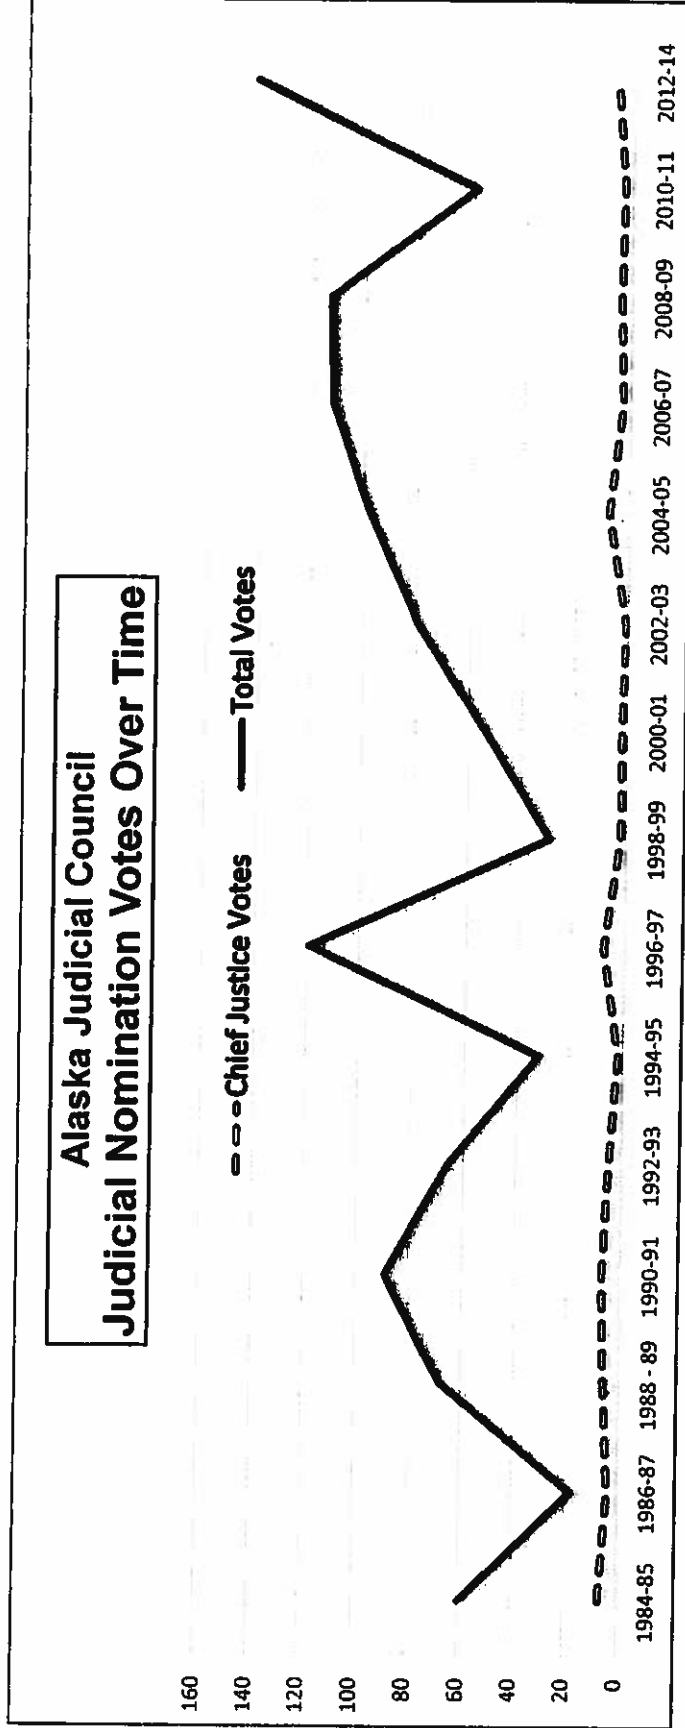 Alaska Judicial Council
Judicial Nomination Votes Over Time
Chief Justice Votes Total Votes
160
140
120
100
80
60
40
20
0
1984-85 1986-87 1988 - 89 1990-91 1992-93 1994-95 1996-97 1998-99 2000-01 2002-03 2004-05 2006-07 2008-09 2010-11 2012-14